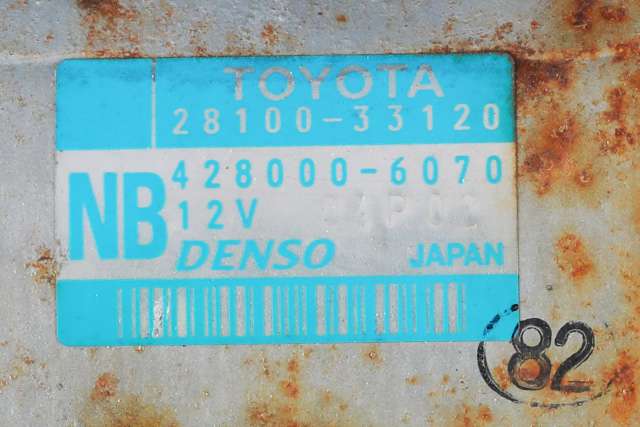 TOYOTA
28100-33120
NB
428000-6070
12V
DENSO JAPAN
82